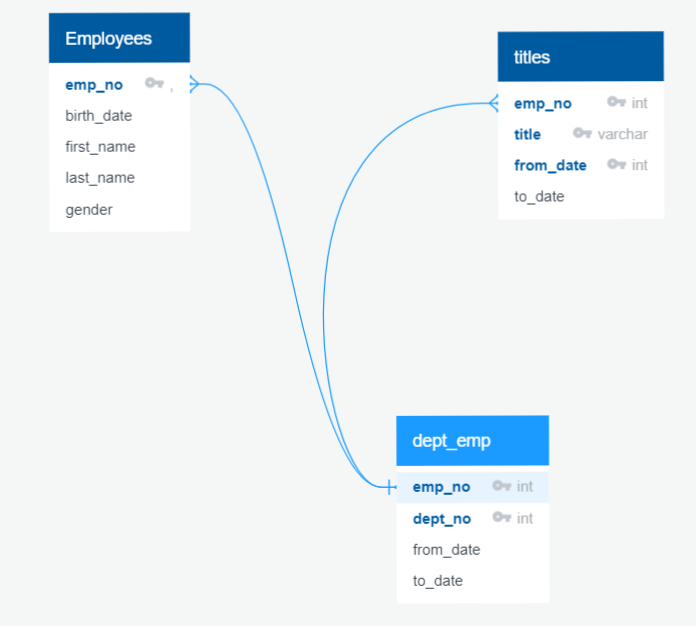 Employees
emp_no ,
birth_date
first_name
last_name
gender
titles
emp_no int
title varchar
from_date int
to_date
dept_emp
emp_no int
dept_no int
from_date
to_date